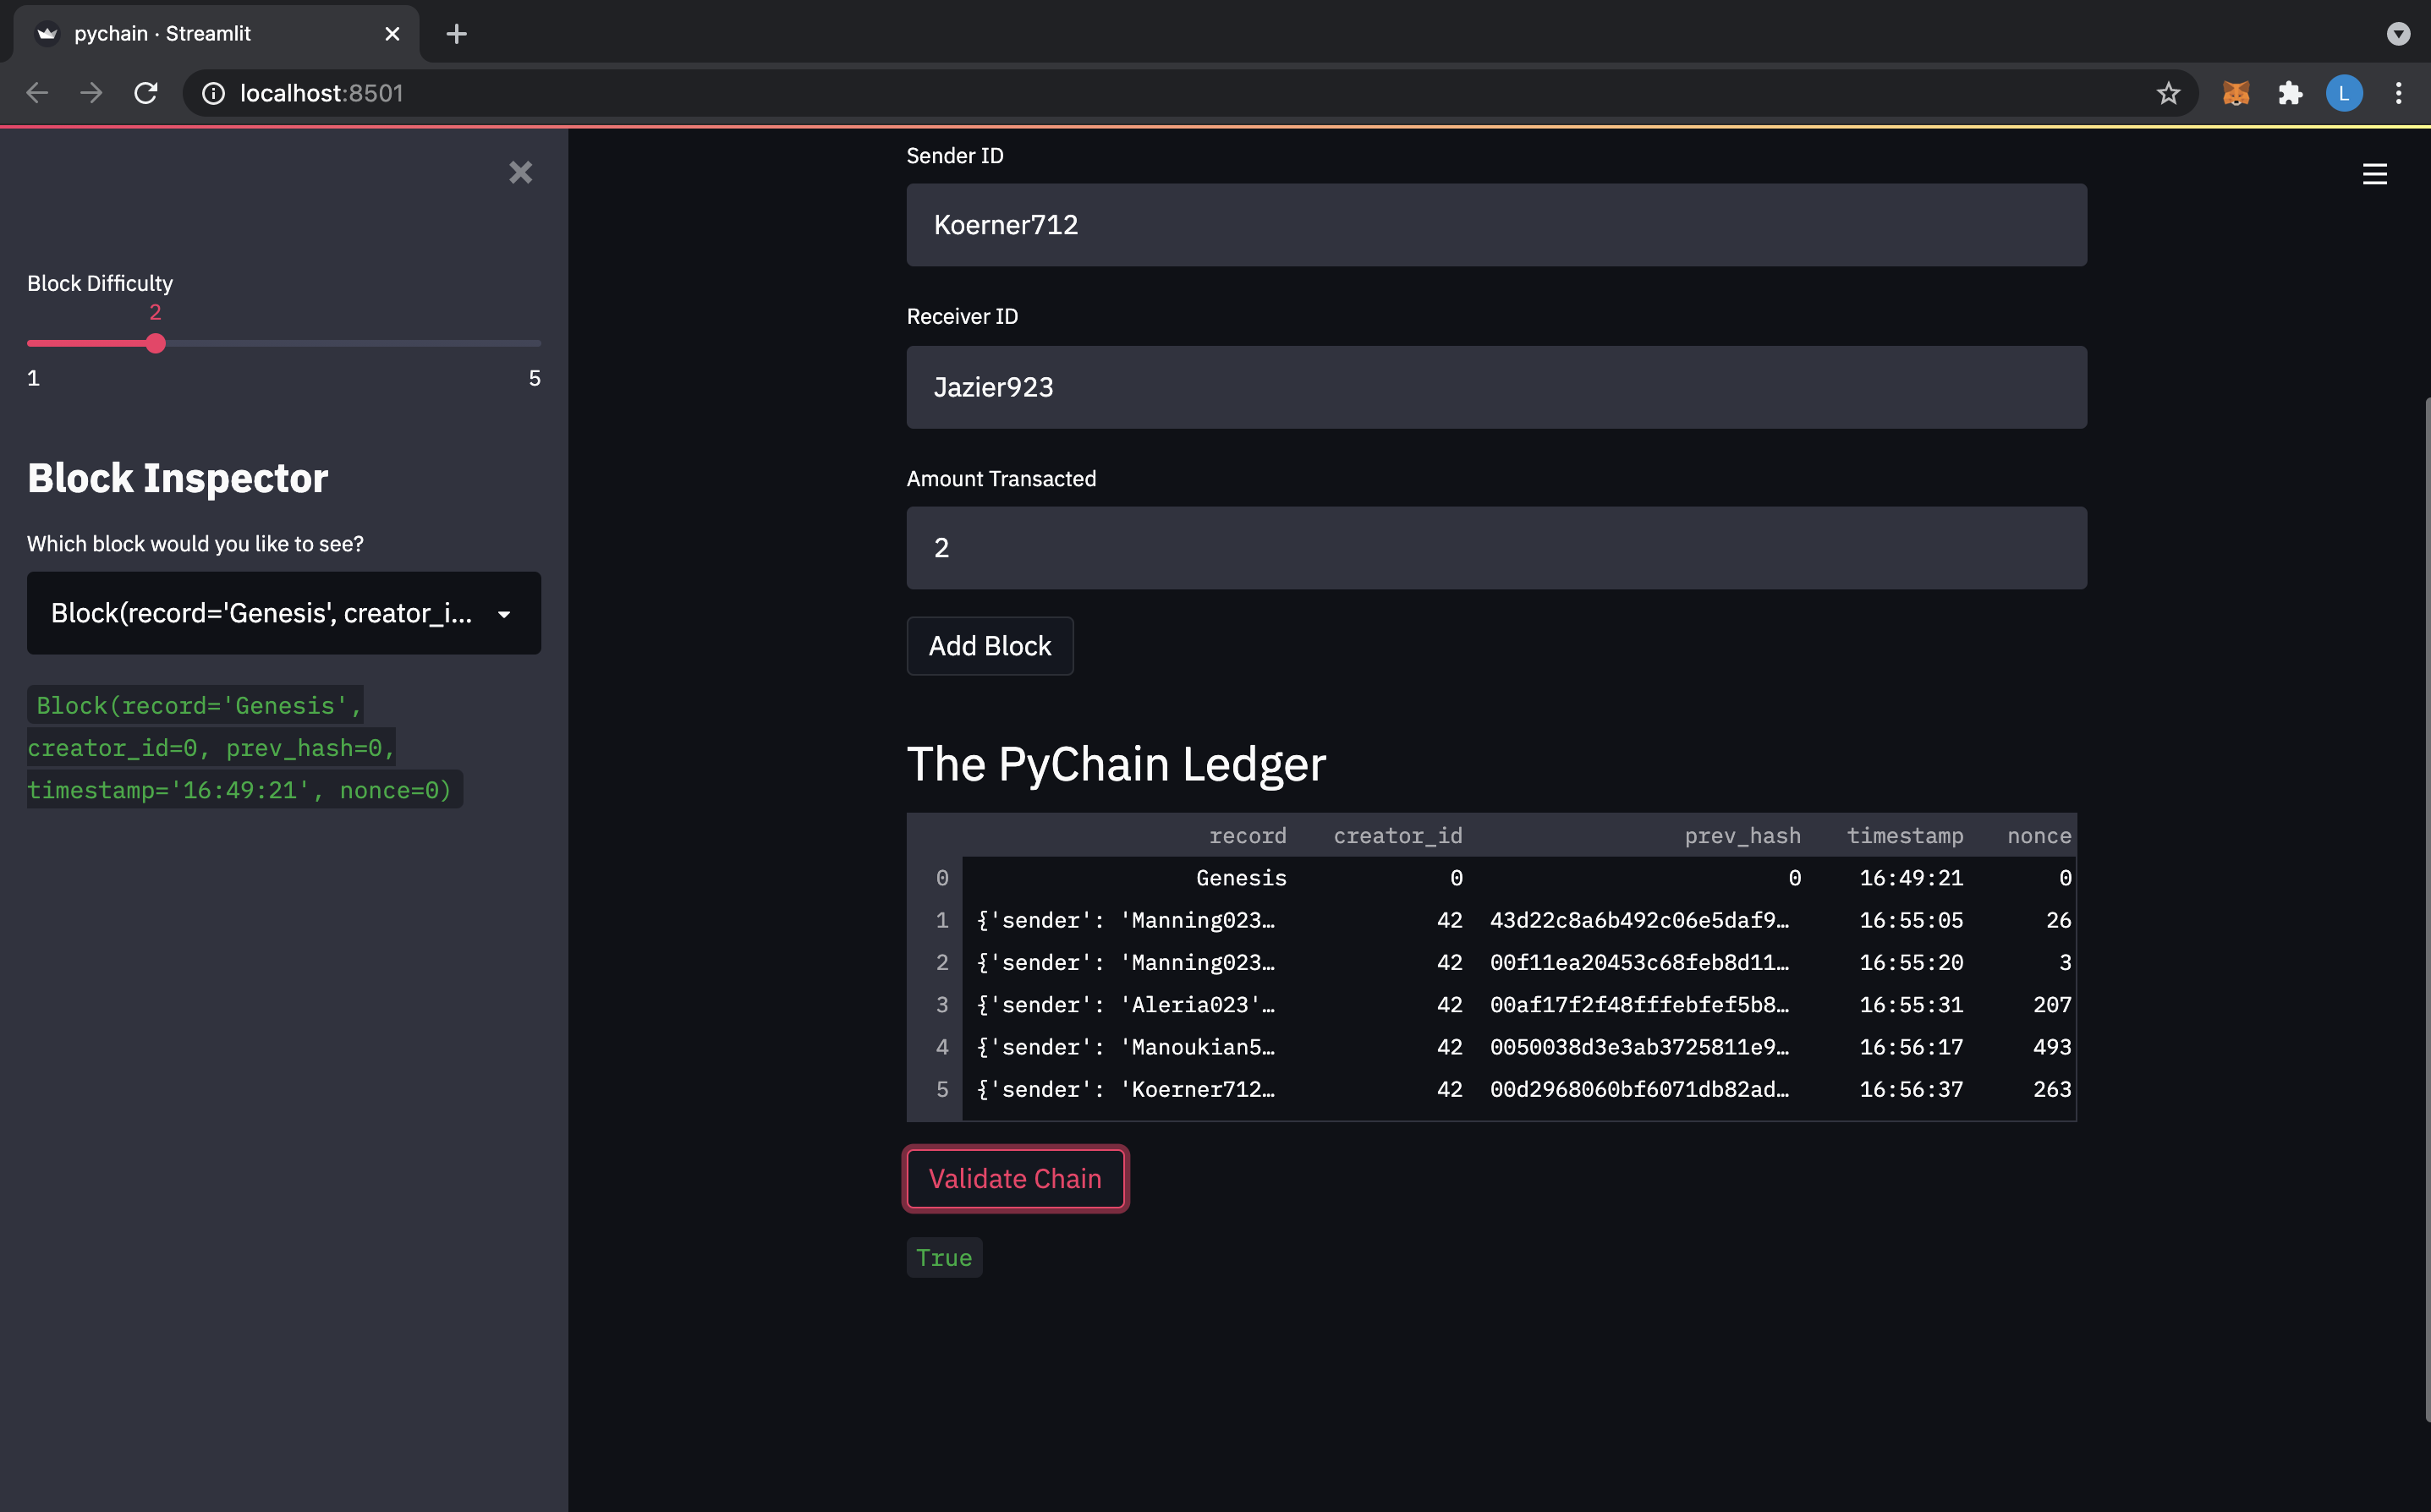 pychain · Streamlit
localhost:8501
L
Block Difficulty
2
1 5
Block Inspector
Which block would you like to see?
Block(record='Genesis', creator_i...
Block(record='Genesis',
creator_id=0, prev_hash=0,
timestamp='16:49:21', nonce=0)
Sender ID
Koerner712
Receiver ID
Jazier923
Amount Transacted
2
Add Block
The PyChain Ledger
record creator_id prev_hash timestamp nonce
0 Genesis 0 0 16:49:21 0
1 {'sender': 'Manning023… 42 43d22c8a6b492c06e5daf9… 16:55:05 26
2 {'sender': 'Manning023… 42 00f11ea20453c68feb8d11… 16:55:20 3
3 {'sender': 'Aleria023'… 42 00af17f2f48fffebfef5b8… 16:55:31 207
4 {'sender': 'Manoukian5… 42 0050038d3e3ab3725811e9… 16:56:17 493
5 {'sender': 'Koerner712… 42 00d2968060bf6071db82ad… 16:56:37 263
Validate Chain
True